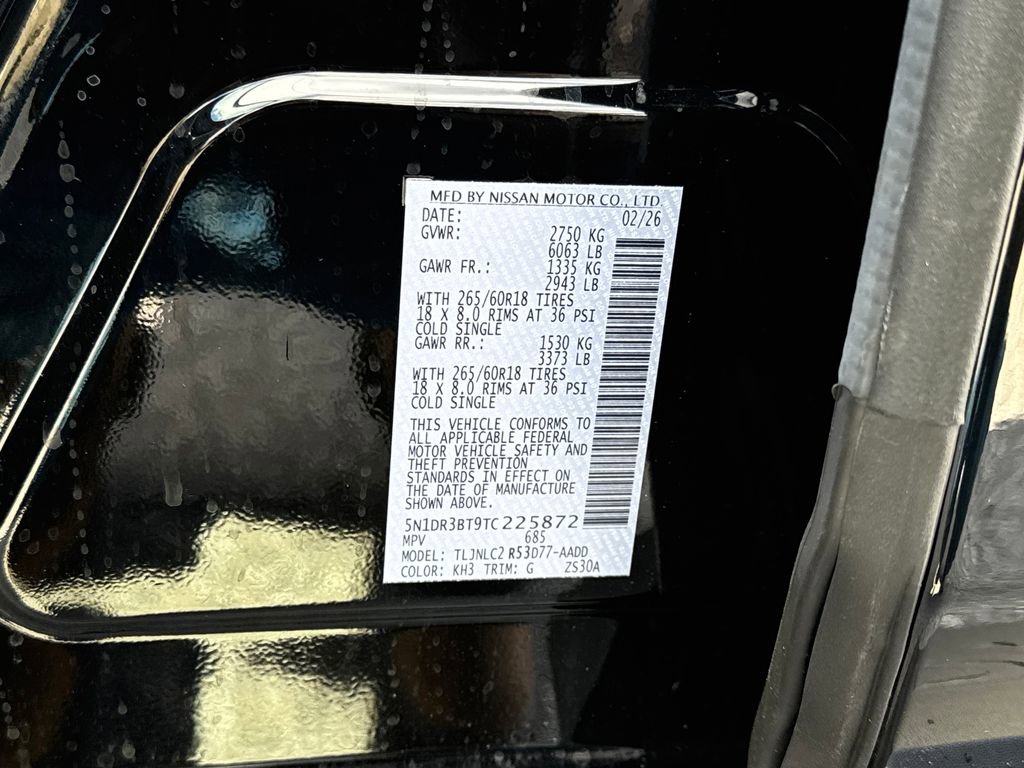 MFD BY NISSAN MOTOR CO., LTD.
DATE: 02/26
GVWR: 2750 KG
6063 LB
GAWR FR.: 1335 KG
2943 LB
WITH 265/60R18 TIRES
18 X 8.0 RIMS AT 36 PSI
COLD SINGLE
GAWR RR.: 1530 KG
3373 LB
WITH 265/60R18 TIRES
18 X 8.0 RIMS AT 36 PSI
COLD SINGLE
THIS VEHICLE CONFORMS TO
ALL APPLICABLE FEDERAL
MOTOR VEHICLE SAFETY AND
THEFT PREVENTION
STANDARDS IN EFFECT ON
THE DATE OF MANUFACTURE
SHOWN ABOVE.
5N1DR3BT9TC225872
MPV 685
MODEL: TLJNLC2 R53D77-AADD
COLOR: KH3 TRIM: G ZS30A